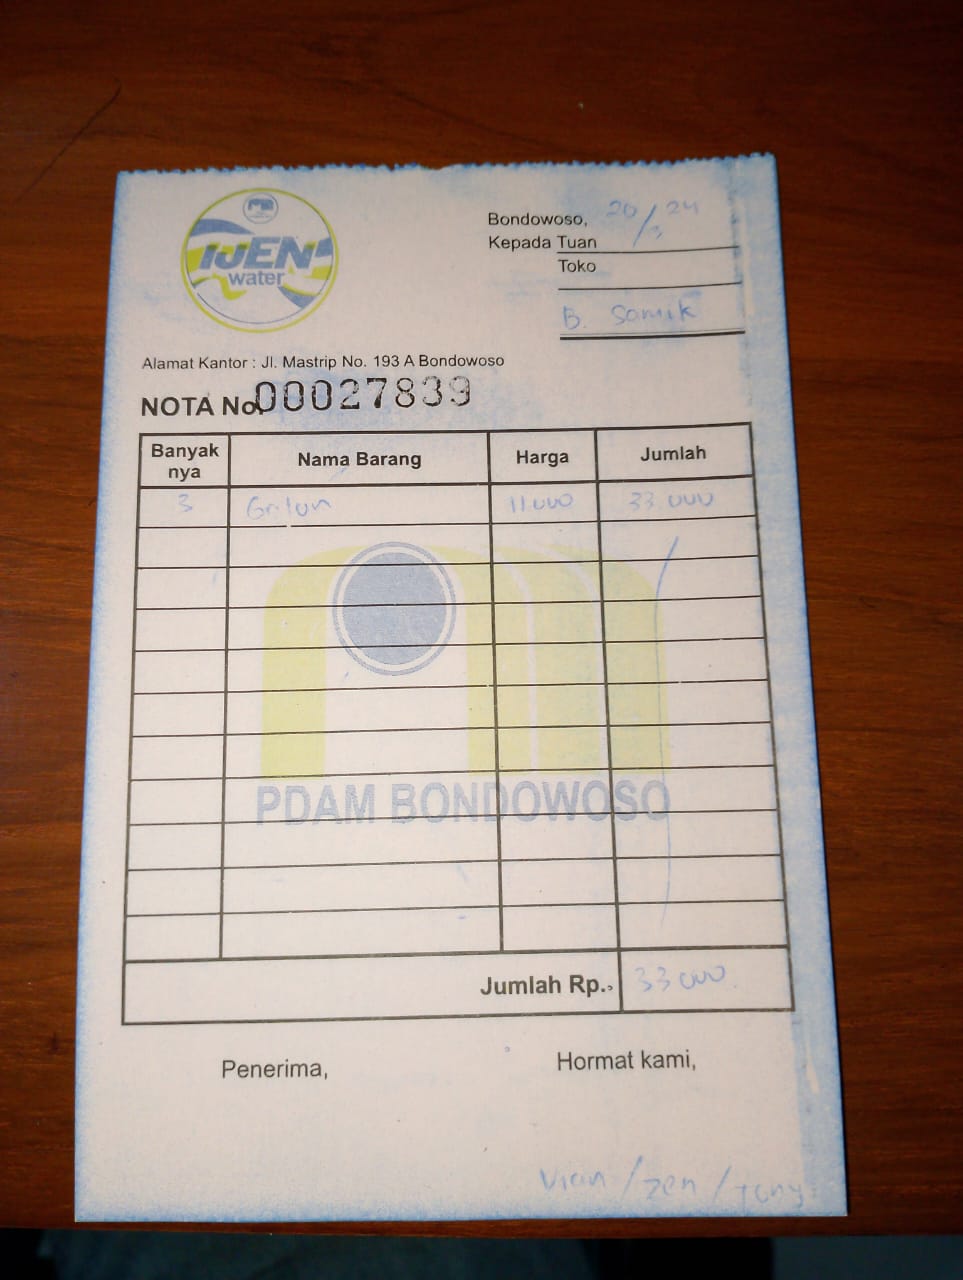 IJEN
water
Bondowoso, 20/3 24
Kepada Tuan
Toko
B. Samik
Alamat Kantor : Jl. Mastrip No. 193 A Bondowoso
NOTA No. 00027839
Banyak nya Nama Barang Harga Jumlah
3 Galon 11.000 33.000
PDAM BONDOWOSO
Jumlah Rp. 33.000
Penerima, Hormat kami,
Vian / Zen / Tony